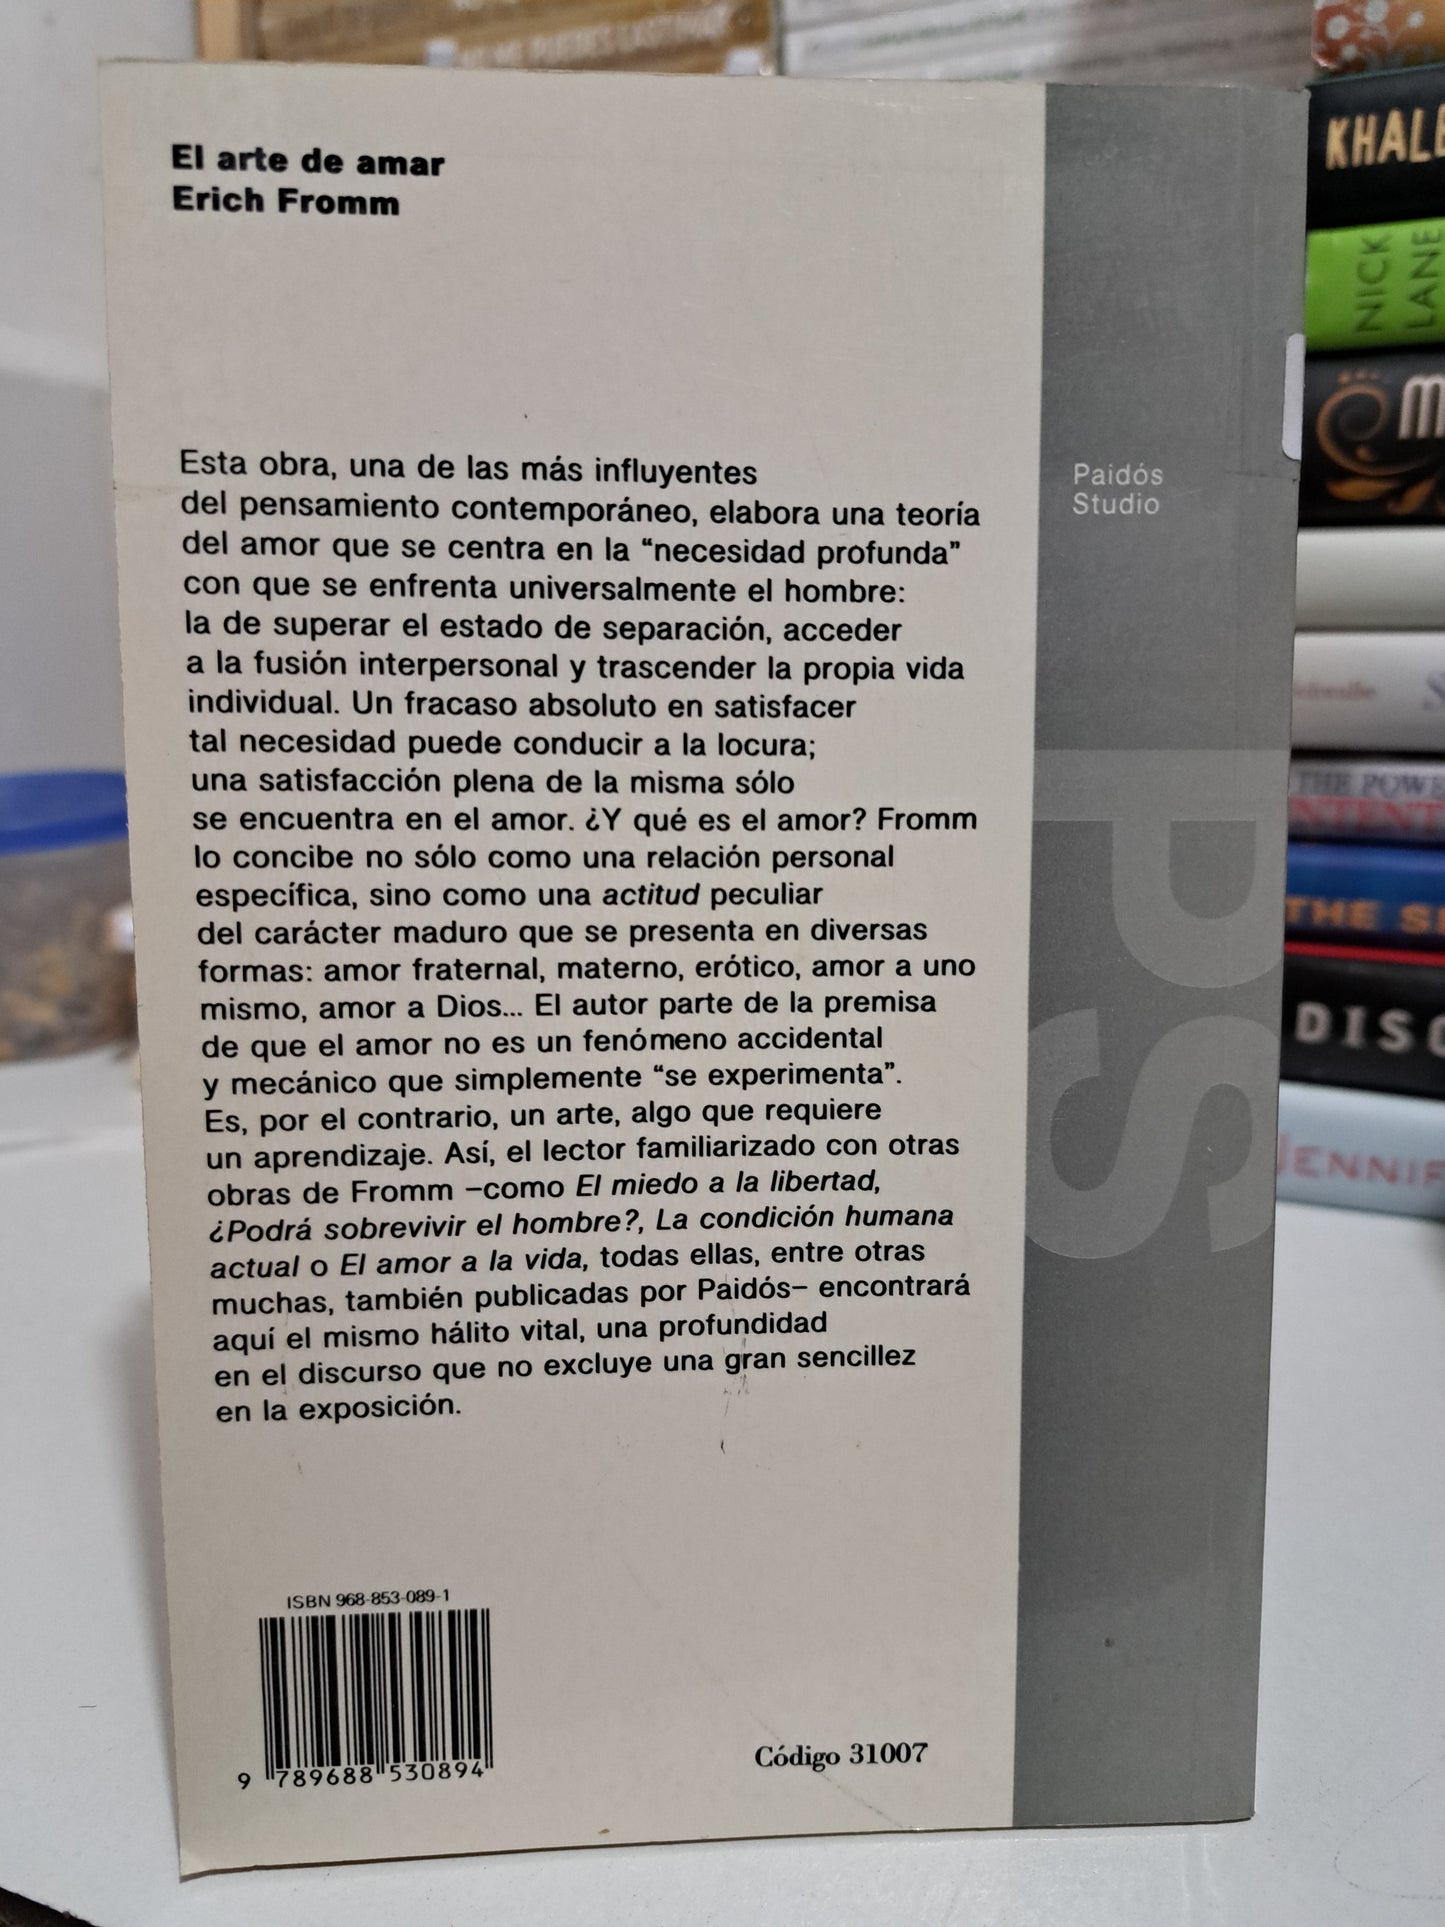 El arte de amar
Erich Fromm
Esta obra, una de las más influyentes
del pensamiento contemporáneo, elabora una teoría
del amor que se centra en la “necesidad profunda”
con que se enfrenta universalmente el hombre:
la de superar el estado de separación, acceder
a la fusión interpersonal y trascender la propia vida
individual. Un fracaso absoluto en satisfacer
tal necesidad puede conducir a la locura;
una satisfacción plena de la misma sólo
se encuentra en el amor. ¿Y qué es el amor? Fromm
lo concibe no sólo como una relación personal
específica, sino como una actitud peculiar
del carácter maduro que se presenta en diversas
formas: amor fraternal, materno, erótico, amor a uno
mismo, amor a Dios... El autor parte de la premisa
de que el amor no es un fenómeno accidental
y mecánico que simplemente “se experimenta”.
Es, por el contrario, un arte, algo que requiere
un aprendizaje. Así, el lector familiarizado con otras
obras de Fromm –como El miedo a la libertad,
¿Podrá sobrevivir el hombre?, La condición humana
actual o El amor a la vida, todas ellas, entre otras
muchas, también publicadas por Paidós– encontrará
aquí el mismo hálito vital, una profundidad
en el discurso que no excluye una gran sencillez
en la exposición.
ISBN 968-853-089-1
9 789688 530894
Código 31007
Paidós
Studio
PS
KHALE
NICK
LANE
M
THE POWE
THE SE
DISC
JENNIF